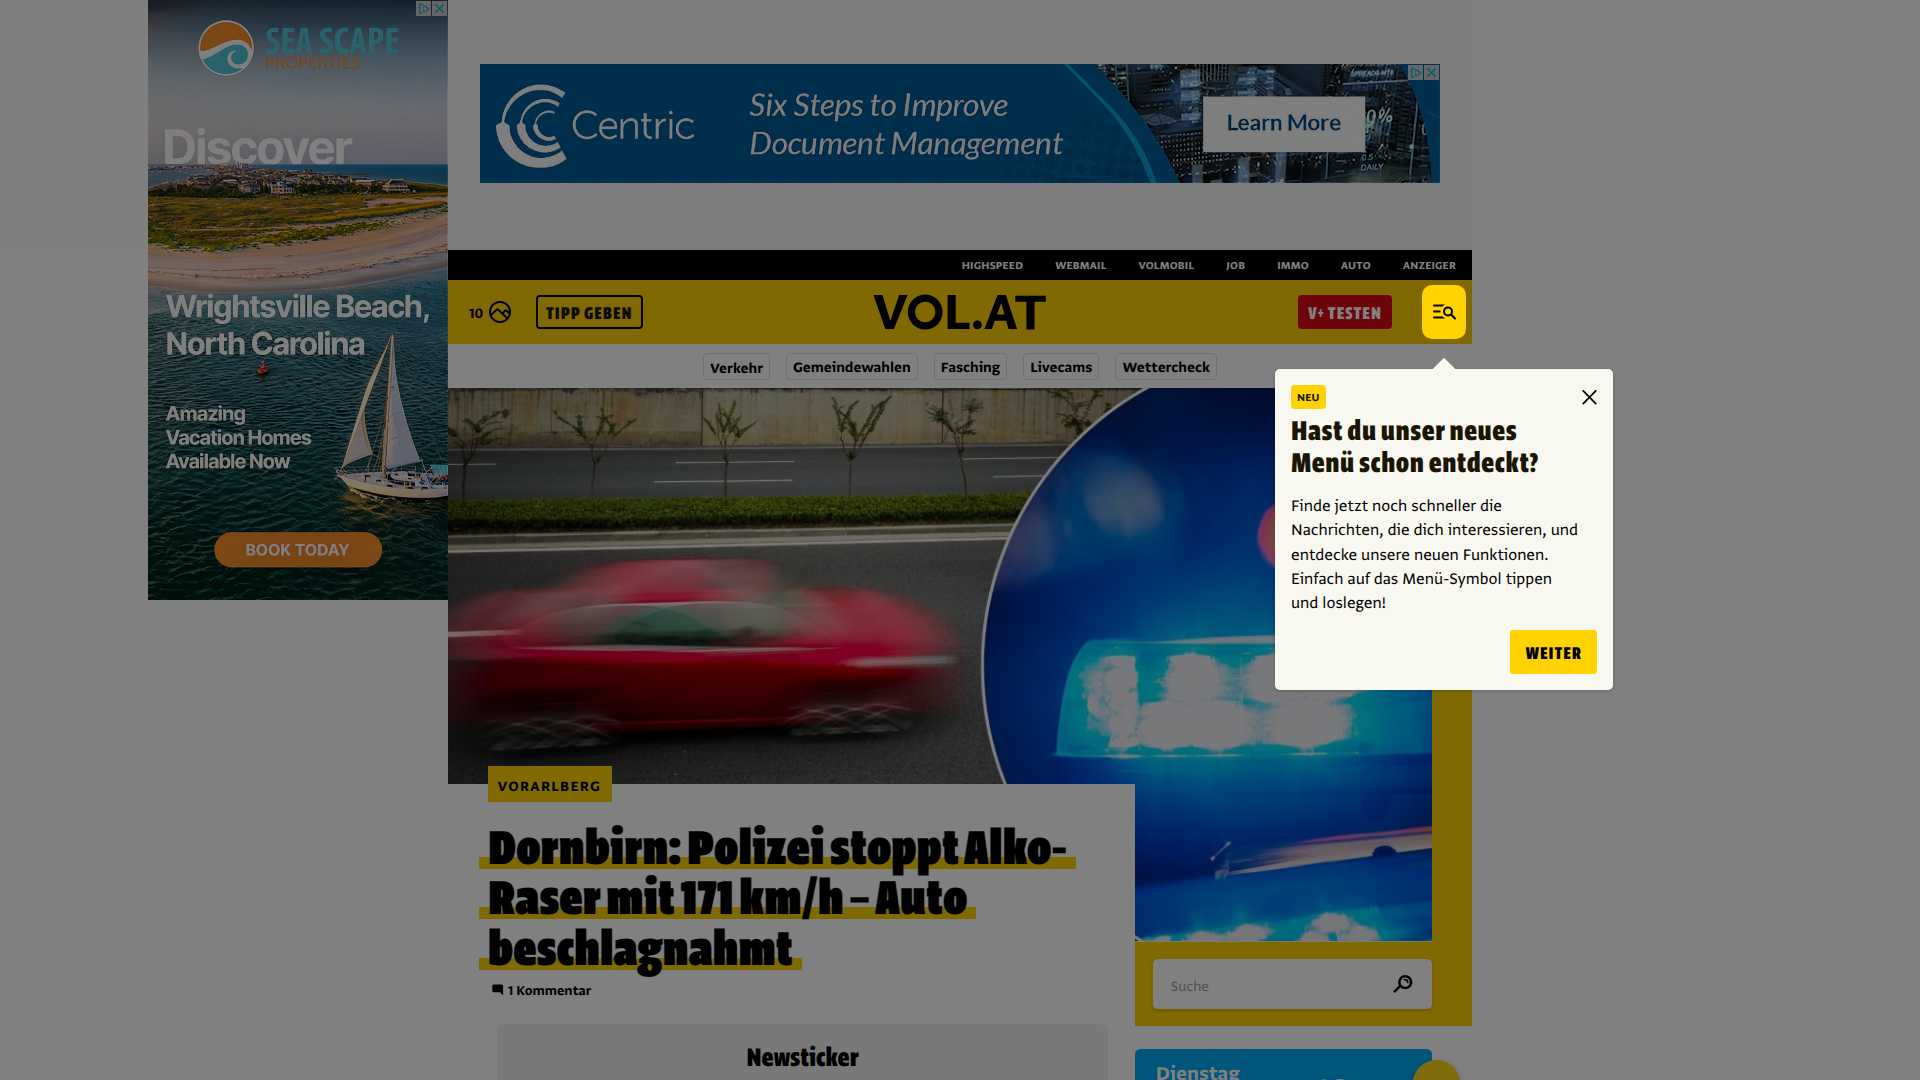 SEA SCAPE
PROPERTIES
Discover
Wrightsville Beach,
North Carolina
Amazing
Vacation Homes
Available Now
BOOK TODAY
Centric
Six Steps to Improve
Document Management
Learn More
HIGHSPEED WEBMAIL VOLMOBIL JOB IMMO AUTO ANZEIGER
10
TIPP GEBEN
VOL.AT
V+ TESTEN
Verkehr Gemeindewahlen Fasching Livecams Wettercheck
NEU
Hast du unser neues
Menü schon entdeckt?
Finde jetzt noch schneller die
Nachrichten, die dich interessieren, und
entdecke unsere neuen Funktionen.
Einfach auf das Menü-Symbol tippen
und loslegen!
WEITER
VORARLBERG
Dornbirn: Polizei stoppt Alko-
Raser mit 171 km/h – Auto
beschlagnahmt
1 Kommentar
Suche
Newsticker
Dienstag